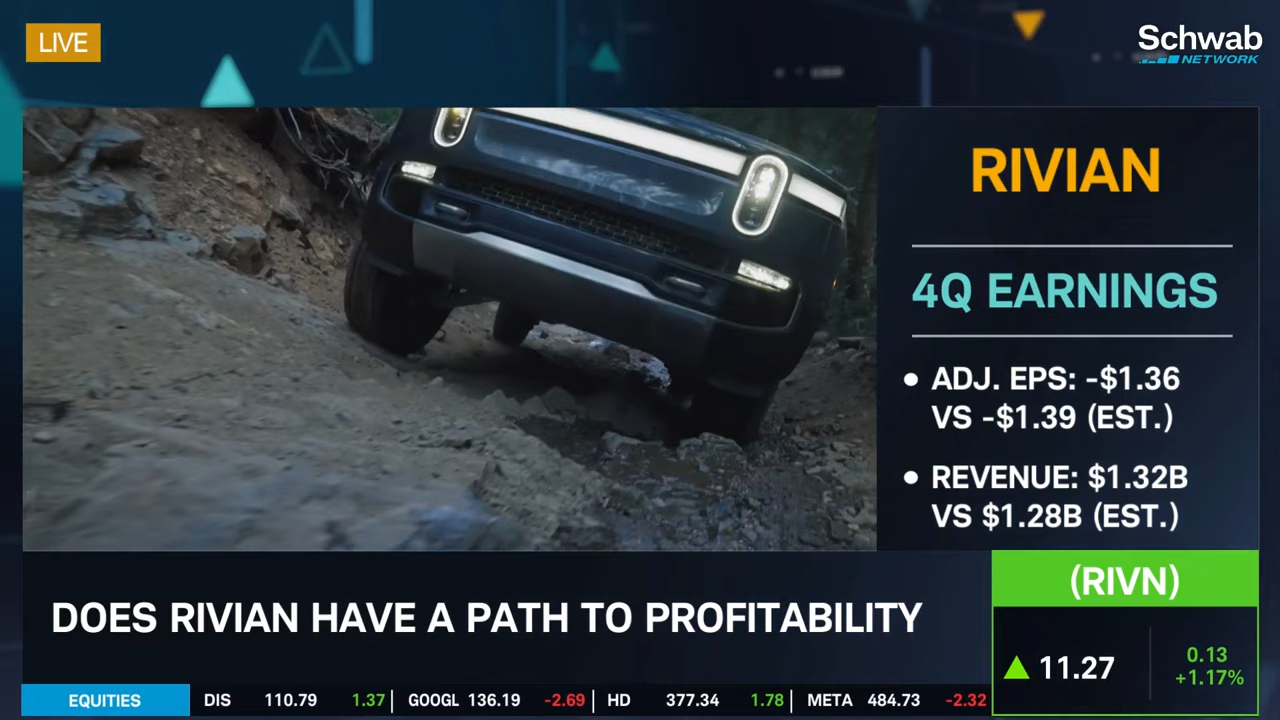 LIVE
Schwab
NETWORK
RIVIAN
4Q EARNINGS
• ADJ. EPS: -$1.36
VS -$1.39 (EST.)
• REVENUE: $1.32B
VS $1.28B (EST.)
DOES RIVIAN HAVE A PATH TO PROFITABILITY
(RIVN)
▲ 11.27
0.13
+1.17%
EQUITIES DIS 110.79 1.37 | GOOGL 136.19 -2.69 | HD 377.34 1.78 | META 484.73 -2.32